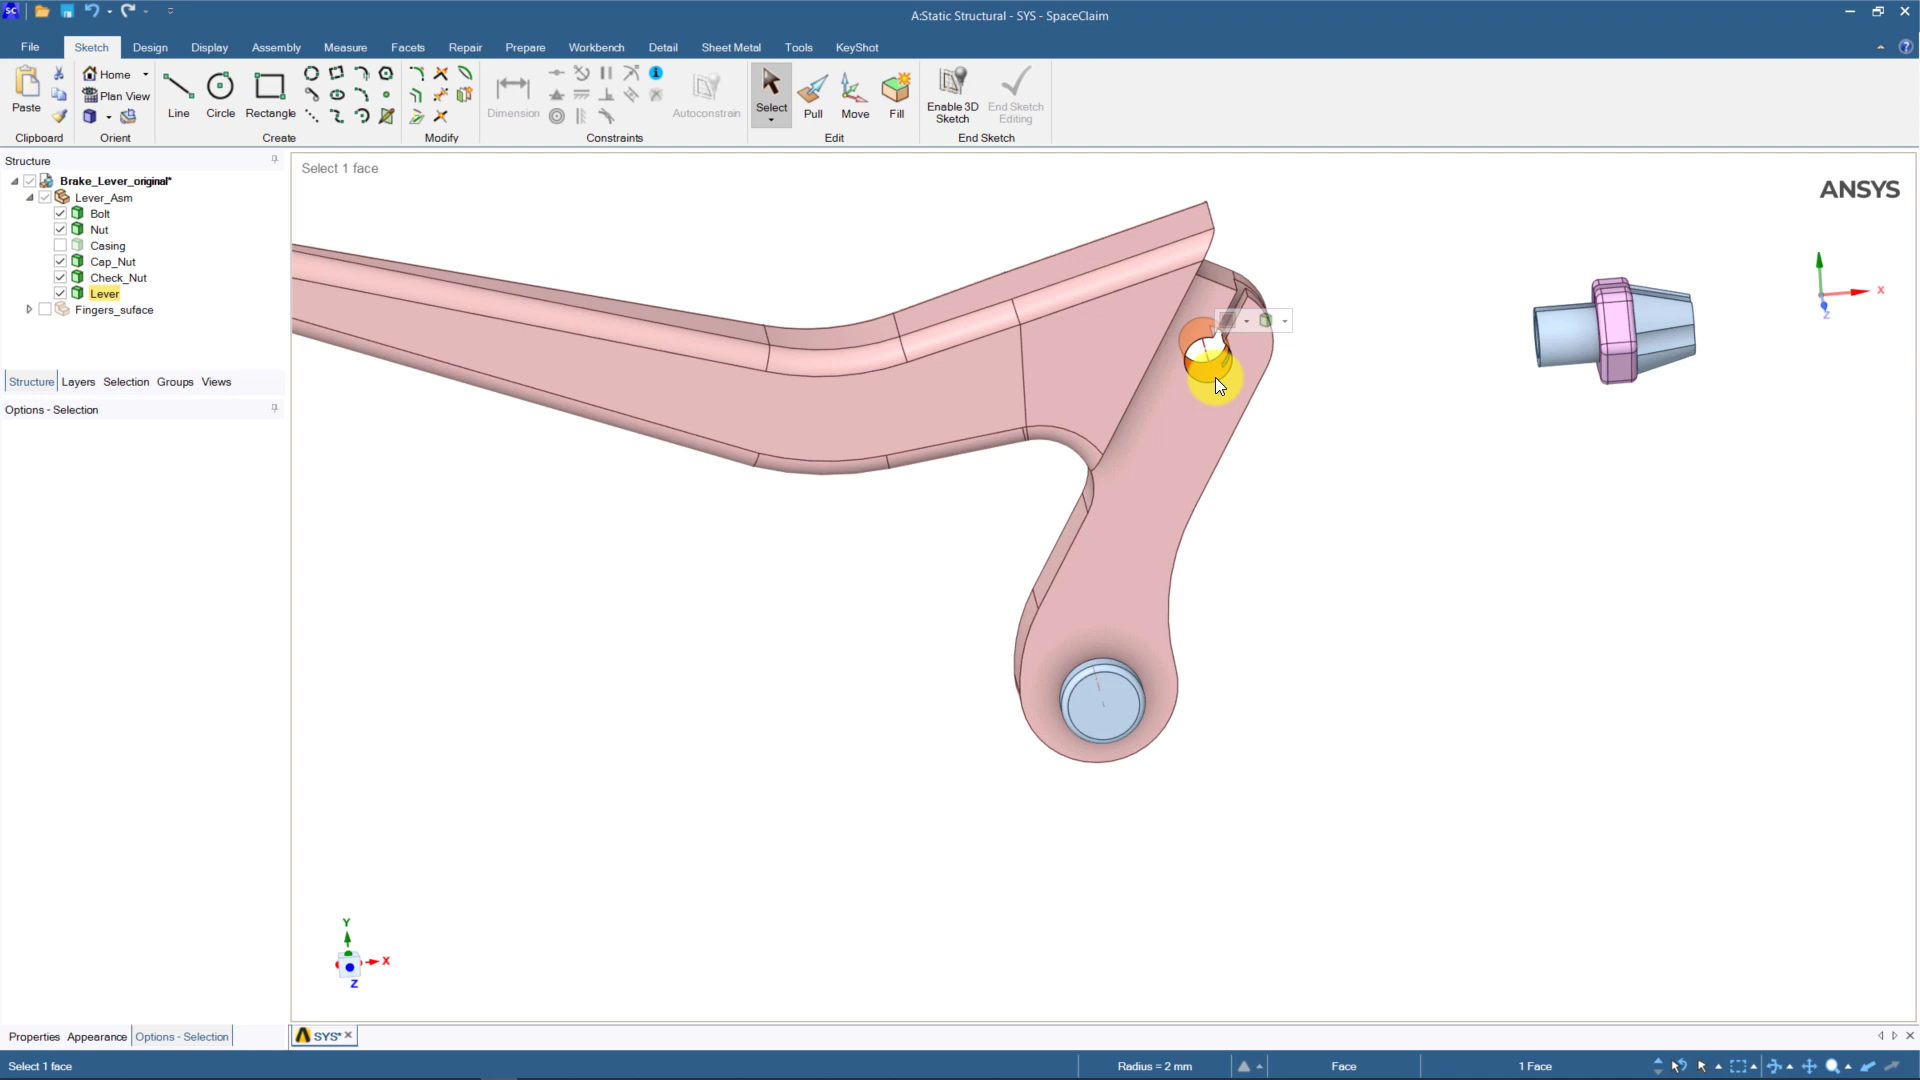 SC
A:Static Structural - SYS - SpaceClaim
File Sketch Design Display Assembly Measure Facets Repair Prepare Workbench Detail Sheet Metal Tools KeyShot
Paste
Home
Plan View
Line Circle Rectangle
Dimension
Autoconstrain
Select Pull Move Fill
Enable 3D Sketch
End Sketch Editing
Clipboard Orient Create Modify Constraints Edit End Sketch
Structure
Select 1 face
Brake_Lever_original*
Lever_Asm
Bolt
Nut
Casing
Cap_Nut
Check_Nut
Lever
Fingers_suface
ANSYS
X
Z
Structure Layers Selection Groups Views
Options - Selection
Y
X
Z
Properties Appearance Options - Selection
SYS*
Select 1 face
Radius = 2 mm
Face
1 Face